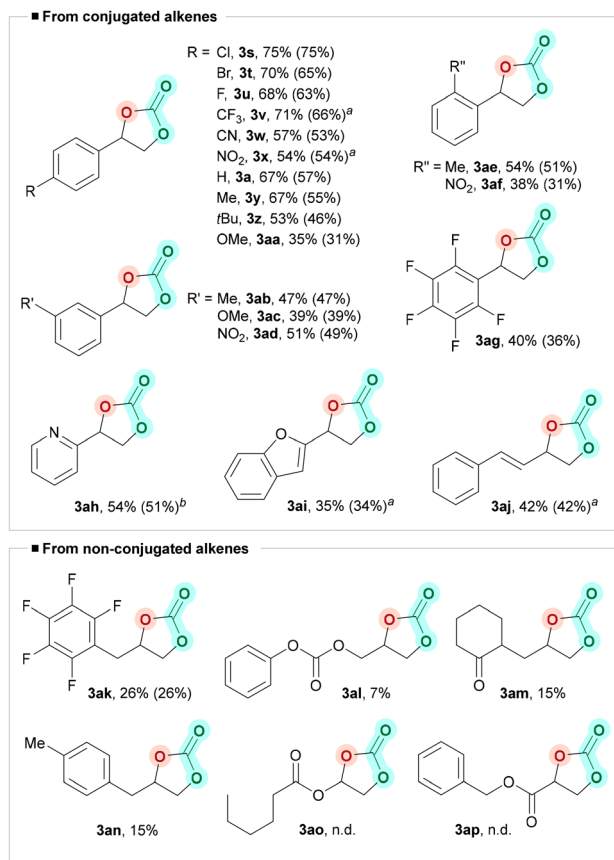 ■ From conjugated alkenes
R = Cl, 3s, 75% (75%)
Br, 3t, 70% (65%)
F, 3u, 68% (63%)
CF₃, 3v, 71% (66%)ᵃ
CN, 3w, 57% (53%)
NO₂, 3x, 54% (54%)ᵃ
H, 3a, 67% (57%)
Me, 3y, 67% (55%)
tBu, 3z, 53% (46%)
OMe, 3aa, 35% (31%)
R
O
O
O
R"
O
O
O
R" = Me, 3ae, 54% (51%)
NO₂, 3af, 38% (31%)
R'
O
O
O
R' = Me, 3ab, 47% (47%)
OMe, 3ac, 39% (39%)
NO₂, 3ad, 51% (49%)
F
F
F
F
F
O
O
O
3ag, 40% (36%)
N
O
O
O
3ah, 54% (51%)ᵇ
O
O
O
O
3ai, 35% (34%)ᵃ
O
O
O
3aj, 42% (42%)ᵃ
■ From non-conjugated alkenes
F
F
F
F
F
O
O
O
3ak, 26% (26%)
O
O
O
O
O
O
3al, 7%
O
O
O
O
3am, 15%
Me
O
O
O
3an, 15%
O
O
O
O
O
3ao, n.d.
O
O
O
O
O
3ap, n.d.